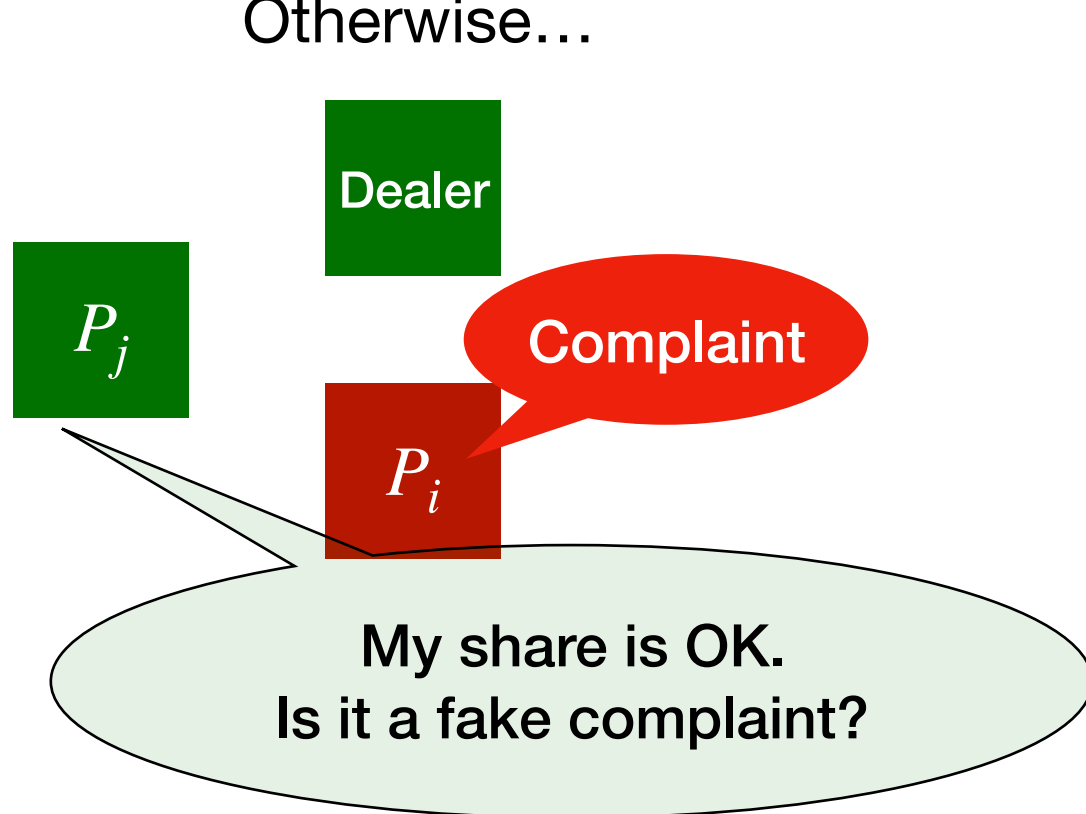 Otherwise…
Dealer
P_j
Complaint
P_i
My share is OK.
Is it a fake complaint?